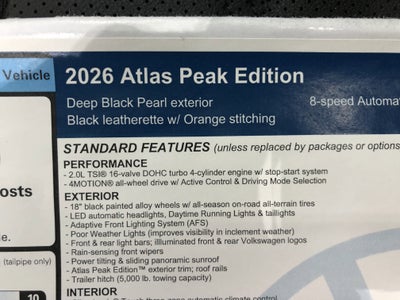 Vehicle
2026 Atlas Peak Edition
Deep Black Pearl exterior
8-speed Automa
Black leatherette w/ Orange stitching
STANDARD FEATURES (unless replaced by packages or options
PERFORMANCE
- 2.0L TSI® 16-valve DOHC turbo 4-cylinder engine w/ stop-start system
- 4MOTION® all-wheel drive w/ Active Control & Driving Mode Selection
EXTERIOR
- 18" black painted alloy wheels w/ all-season on-road all-terrain tires
- LED automatic headlights, Daytime Running Lights & taillights
- Adaptive Front Lighting System (AFS)
- Poor Weather Lights (improves visibility in inclement weather)
- Front & rear light bars; illuminated front & rear Volkswagen logos
- Rain-sensing front wipers
- Power tilting & sliding panoramic sunroof
- Atlas Peak Edition™ exterior trim; roof rails
- Trailer hitch (5,000 lb. towing capacity)
INTERIOR
osts
e.
(tailpipe only)
10